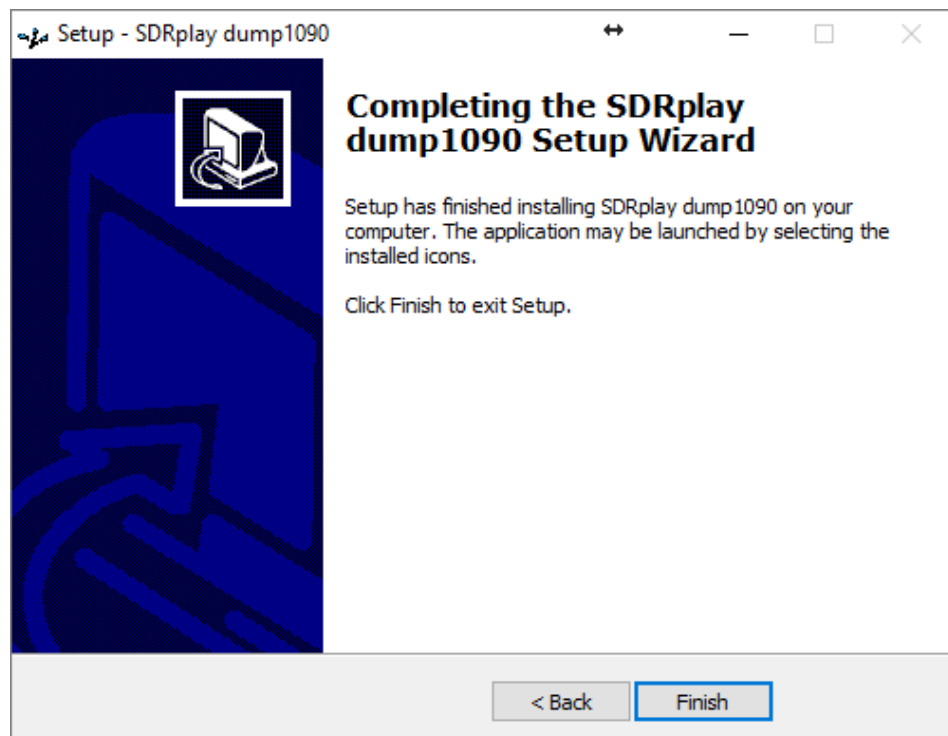 Setup - SDRplay dump1090
Completing the SDRplay
dump1090 Setup Wizard
Setup has finished installing SDRplay dump1090 on your
computer. The application may be launched by selecting the
installed icons.
Click Finish to exit Setup.
< Back
Finish